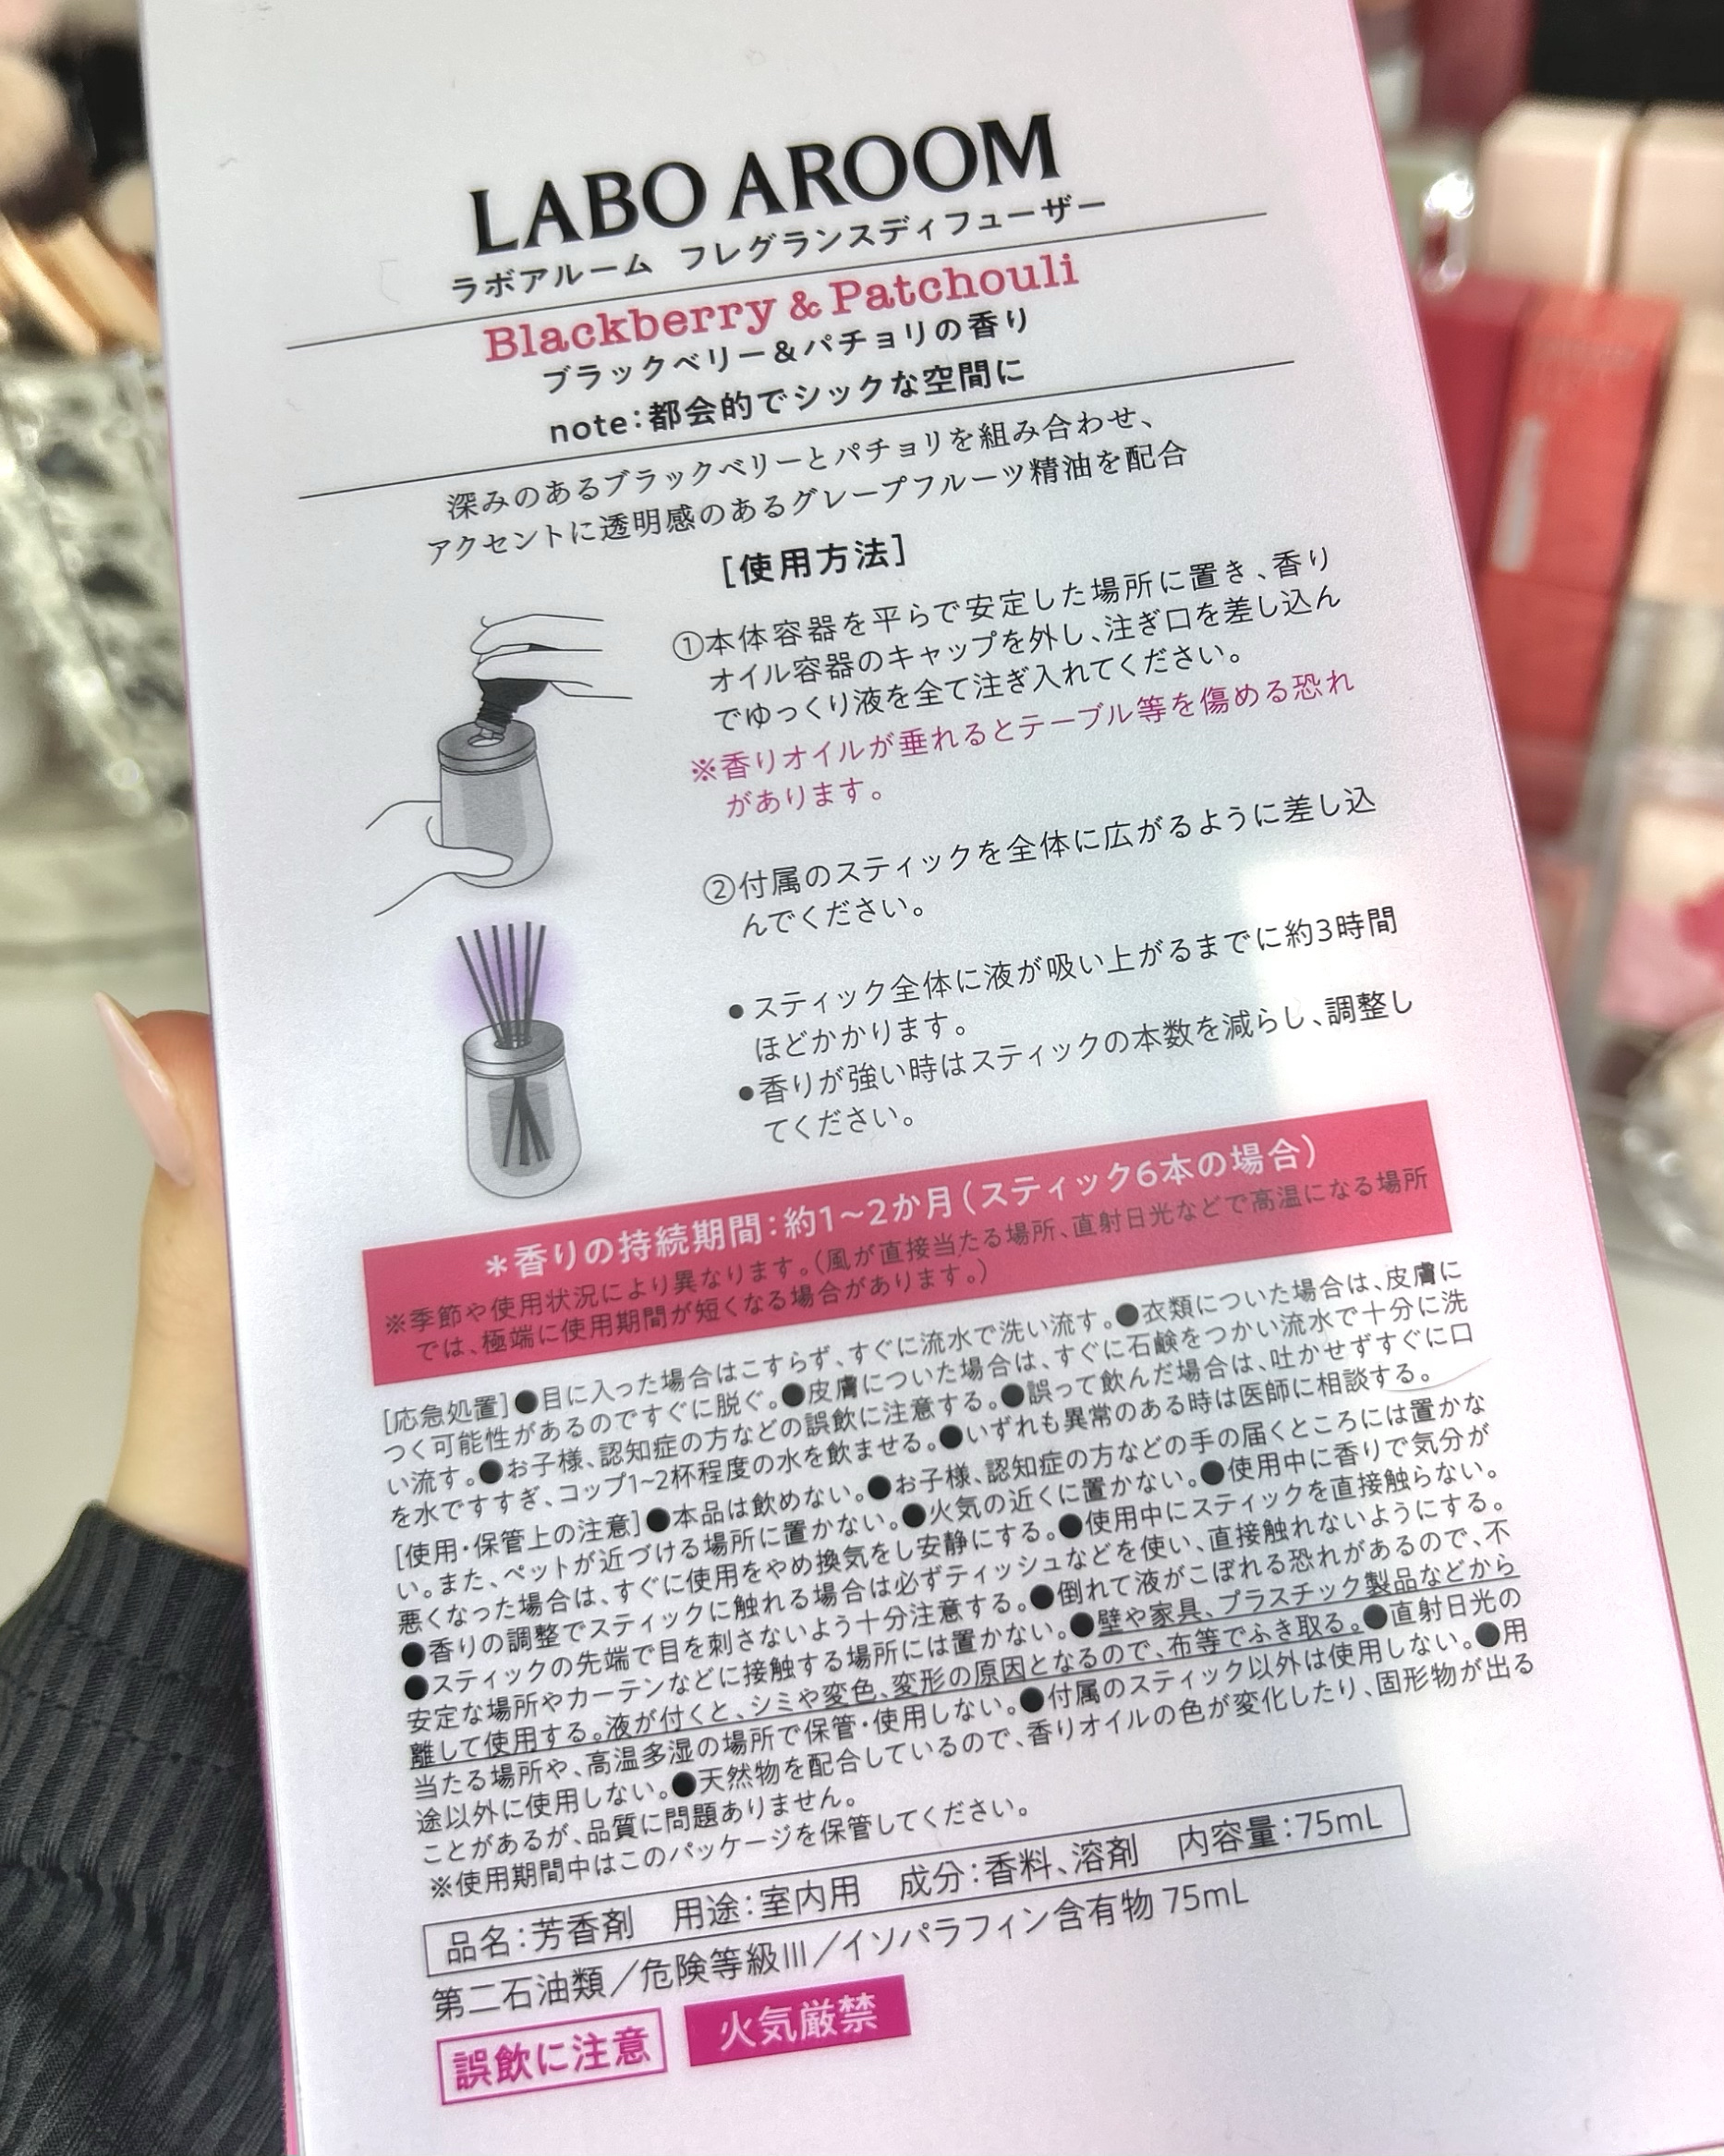 LABO AROOM
ラボアルーム フレグランスディフューザー
Blackberry & Patchouli
ブラックベリー&パチョリの香り
note:都会的でシックな空間に
深みのあるブラックベリーとパチョリを組み合わせ、
アクセントに透明感のあるグレープフルーツ精油を配合
[使用方法]
①本体容器を平らで安定した場所に置き、香り
オイル容器のキャップを外し、注ぎ口を差し込ん
でゆっくり液を全て注ぎ入れてください。
※香りオイルが垂れるとテーブル等を傷める恐れ
があります。
②付属のスティックを全体に広がるように差し込
んでください。
●スティック全体に液が吸い上がるまでに約3時間
ほどかかります。
●香りが強い時はスティックの本数を減らし、調整し
てください。
＊香りの持続期間：約1～2か月（スティック6本の場合）
※季節や使用状況により異なります。（風が直接当たる場所、直射日光などで高温になる場所
では、極端に使用期間が短くなる場合があります。）
[応急処置]●目に入った場合はこすらず、すぐに流水で洗い流す。●衣類についた場合は、皮膚に
つく可能性があるのですぐに脱ぐ。●皮膚についた場合は、すぐに石鹸をつかい流水で十分に洗
い流す。●お子様、認知症の方などの誤飲に注意する。●誤って飲んだ場合は、吐かせずすぐに口
を水ですすぎ、コップ1~2杯程度の水を飲ませる。●いずれも異常のある時は医師に相談する。
[使用・保管上の注意]●本品は飲めない。●お子様、認知症の方などの手の届くところには置かな
い。また、ペットが近づける場所に置かない。●火気の近くに置かない。●使用中に香りで気分が
悪くなった場合は、すぐに使用をやめ換気をし安静にする。●使用中にスティックを直接触らない。
●香りの調整でスティックに触れる場合は必ずティッシュなどを使い、直接触れないようにする。
●スティックの先端で目を刺さないよう十分注意する。●倒れて液がこぼれる恐れがあるので、不
安定な場所やカーテンなどに接触する場所には置かない。●壁や家具、プラスチック製品などから
離して使用する。液が付くと、シミや変色、変形の原因となるので、布等でふき取る。●直射日光の
当たる場所や、高温多湿の場所で保管・使用しない。●付属のスティック以外は使用しない。●用
途以外に使用しない。●天然物を配合しているので、香りオイルの色が変化したり、固形物が出る
ことがあるが、品質に問題ありません。
※使用期間中はこのパッケージを保管してください。
品名：芳香剤　用途：室内用　成分：香料、溶剤　内容量：75mL
第二石油類／危険等級III／イソパラフィン含有物 75mL
誤飲に注意 火気厳禁